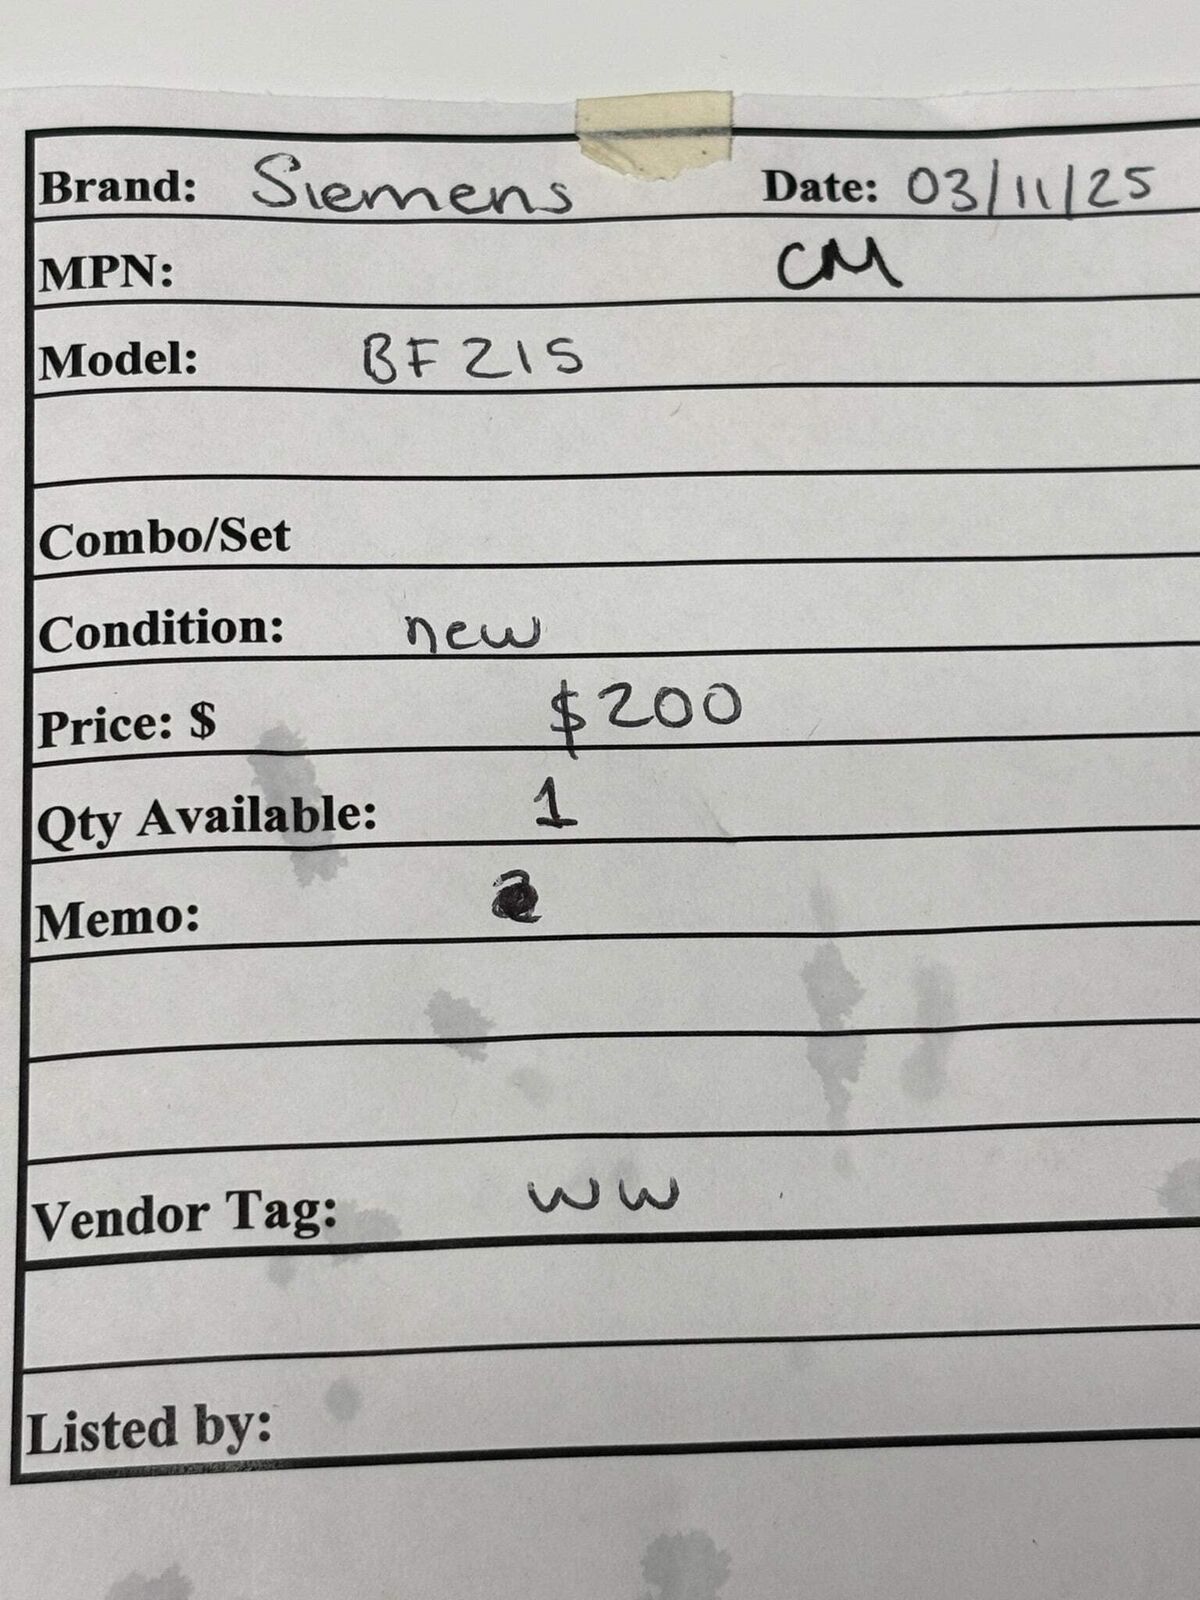 Brand: Siemens Date: 03/11/25
MPN: CM
Model: BF215
Combo/Set
Condition: new
Price: $ $200
Qty Available: 1
Memo:
Vendor Tag: WW
Listed by: